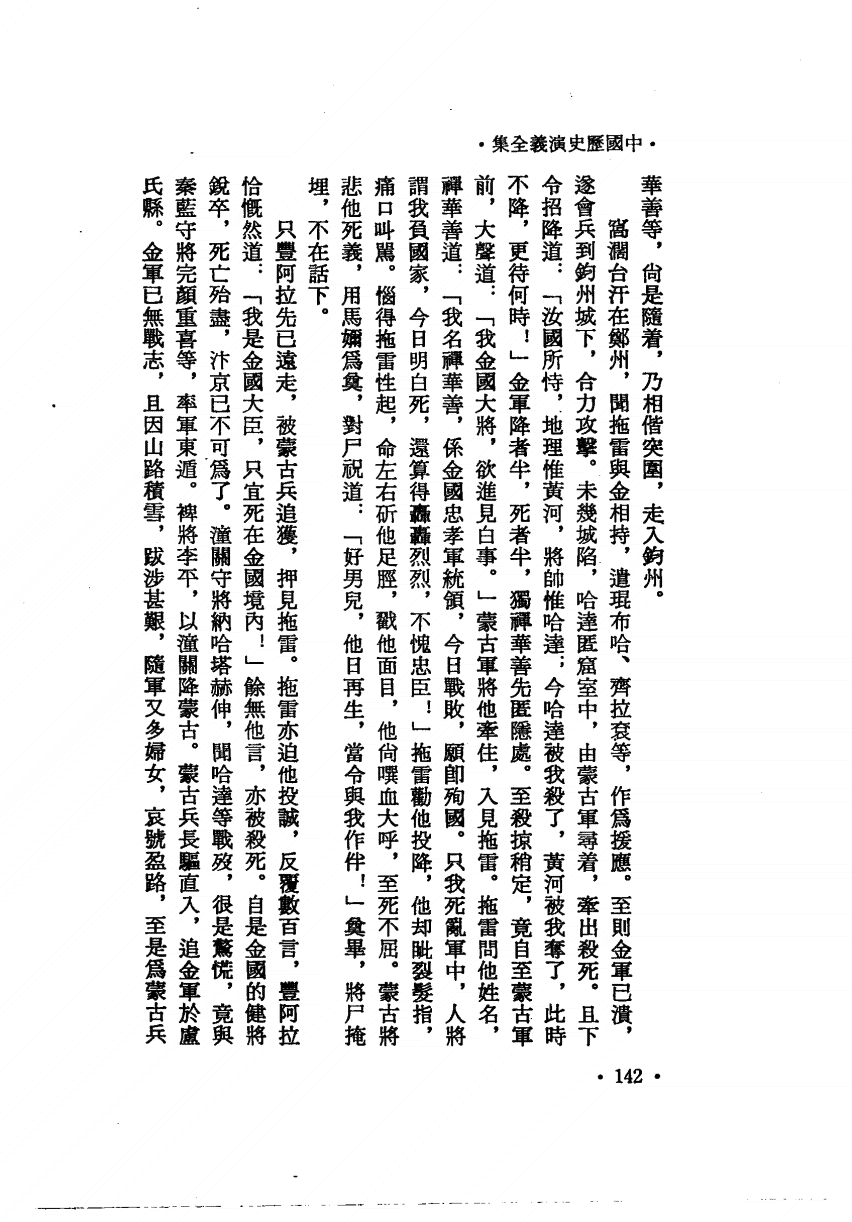 ·中國歷史演義全集·
華善等，尙是隨着，乃相偕突圍，走入鈞州。
窩濶台汗在鄭州，聞拖雷與金相持，遣琨布哈、齊拉袞等，作爲援應。至則金軍已潰，
遂會兵到鈞州城下，合力攻擊。未幾城陷，哈達匿窟室中，由蒙古軍尋着，牽出殺死。且下
令招降道：「汝國所恃，地理惟黃河，將帥惟哈達；今哈達被我殺了，黃河被我奪了，此時
不降，更待何時！」金軍降者半，死者半，獨禪華善先匿隱處。至殺掠稍定，竟自至蒙古軍
前，大聲道：「我金國大將，欲進見白事。」蒙古軍將他牽住，入見拖雷。拖雷問他姓名，
禪華善道：「我名禪華善，係金國忠孝軍統領，今日戰敗，願卽殉國。只我死亂軍中，人將
謂我負國家，今日明白死，還算得轟轟烈烈，不愧忠臣！」拖雷勸他投降，他却眦裂髮指，
痛口叫罵。惱得拖雷性起，命左右斫他足脛，戳他面目，他尙噀血大呼，至死不屈。蒙古將
悲他死義，用馬嬭爲奠，對尸祝道：「好男兒，他日再生，當令與我作伴！」奠畢，將尸掩
埋，不在話下。
只豐阿拉先已遠走，被蒙古兵追獲，押見拖雷。拖雷亦迫他投誠，反覆數百言，豐阿拉
恰慨然道：「我是金國大臣，只宜死在金國境內！」餘無他言，亦被殺死。自是金國的健將
銳卒，死亡殆盡，汴京已不可爲了。潼關守將納哈塔赫伸，聞哈達等戰歿，很是驚慌，竟與
秦藍守將完顏重喜等，率軍東遁。裨將李平，以潼關降蒙古。蒙古兵長驅直入，追金軍於盧
氏縣。金軍已無戰志，且因山路積雪，跋涉甚艱，隨軍又多婦女，哀號盈路，至是爲蒙古兵
·142·